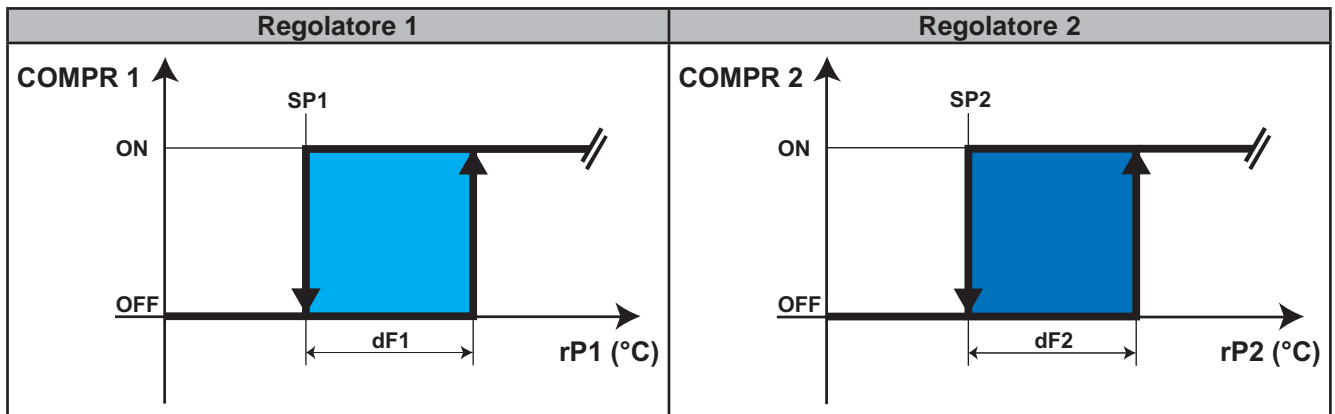 Regolatore 1
COMPR 1
SP1
ON
OFF
dF1
rP1 (°C)
Regolatore 2
COMPR 2
SP2
ON
OFF
dF2
rP2 (°C)